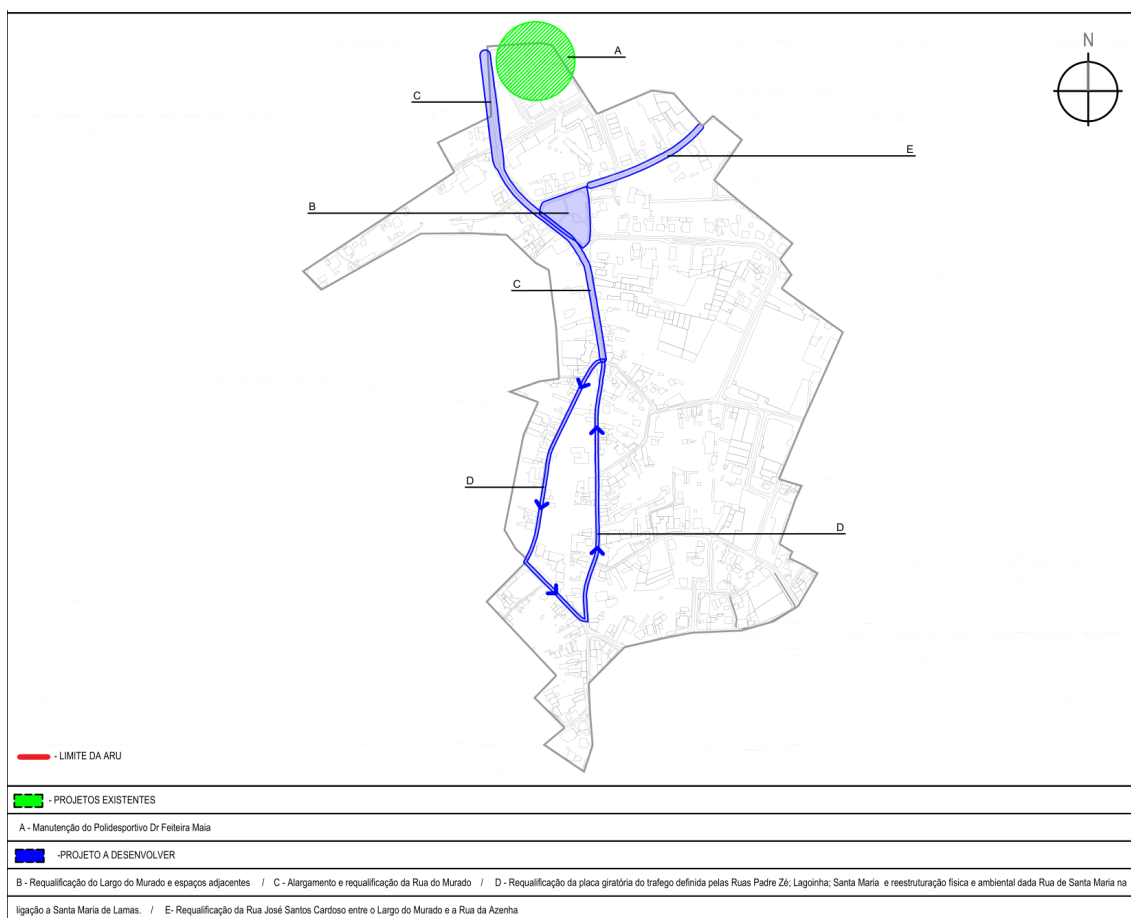 N
A
C
E
B
C
D
D
- LIMITE DA ARU
- PROJETOS EXISTENTES
A - Manutenção do Polidesportivo Dr Feiteira Maia
-PROJETO A DESENVOLVER
B - Requalificação do Largo do Murado e espaços adjacentes / C - Alargamento e requalificação da Rua do Murado / D - Requalificação da placa giratória do trafego definida pelas Ruas Padre Zé; Lagoinha; Santa Maria e reestruturação física e ambiental dada Rua de Santa Maria na
ligação a Santa Maria de Lamas. / E- Requalificação da Rua José Santos Cardoso entre o Largo do Murado e a Rua da Azenha